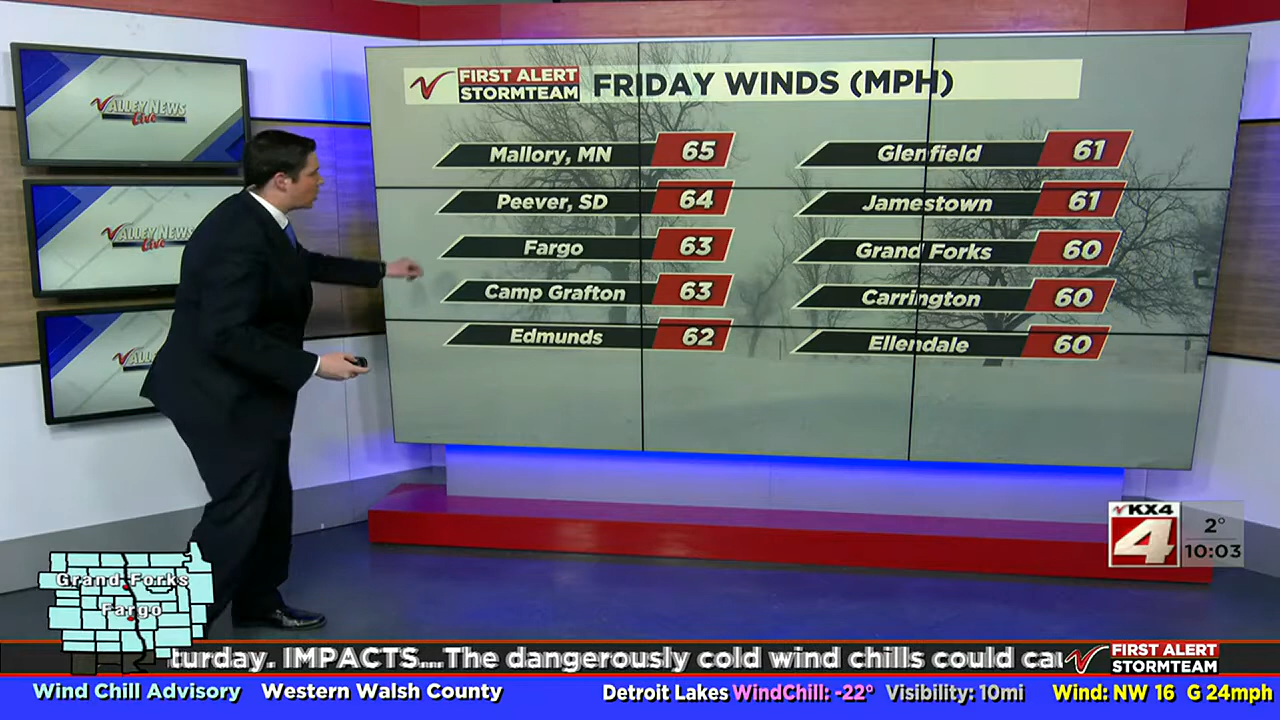 VALLEY NEWS
Live
VALLEY NEWS
Live
FIRST ALERT
STORMTEAM
FRIDAY WINDS (MPH)
Mallory, MN 65
Peever, SD 64
Fargo 63
Camp Grafton 63
Edmunds 62
Glenfield 61
Jamestown 61
Grand Forks 60
Carrington 60
Ellendale 60
KX4
4
2°
10:03
Grand Forks
Fargo
turday. IMPACTS....The dangerously cold wind chills could
FIRST ALERT
STORMTEAM
Wind Chill Advisory Western Walsh County Detroit Lakes WindChill: -22° Visibility: 10mi Wind: NW 16 G 24mph